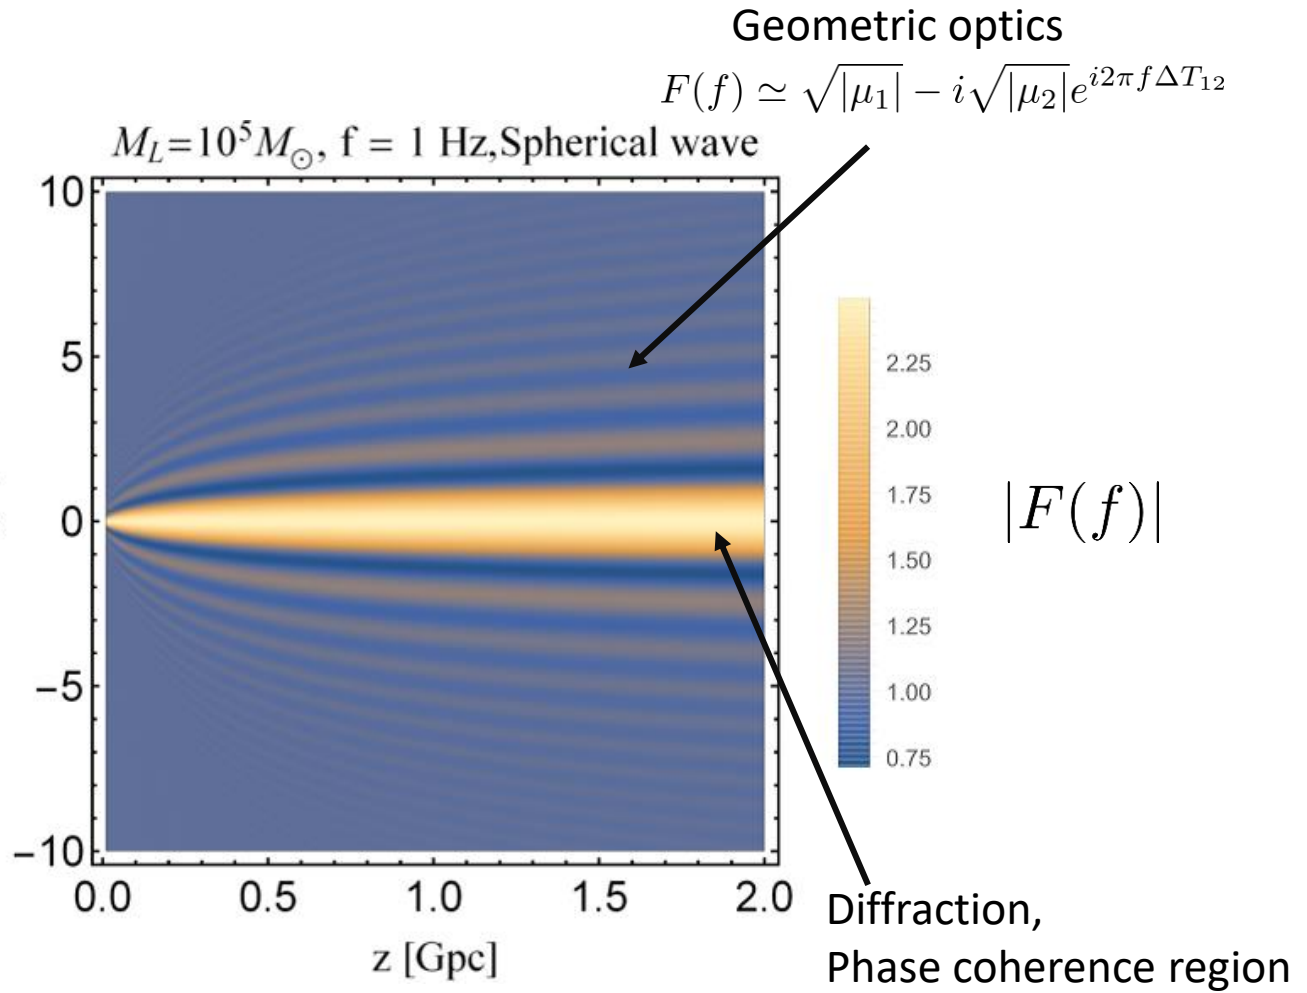 Geometric optics
F(f) ≃ √|μ₁| − i√|μ₂|e^{i2πfΔT₁₂}
M_L=10⁵M_⊙, f = 1 Hz,Spherical wave
10
5
0
−5
−10
0.0 0.5 1.0 1.5 2.0
z [Gpc]
2.25
2.00
1.75
1.50
1.25
1.00
0.75
|F(f)|
Diffraction,
Phase coherence region